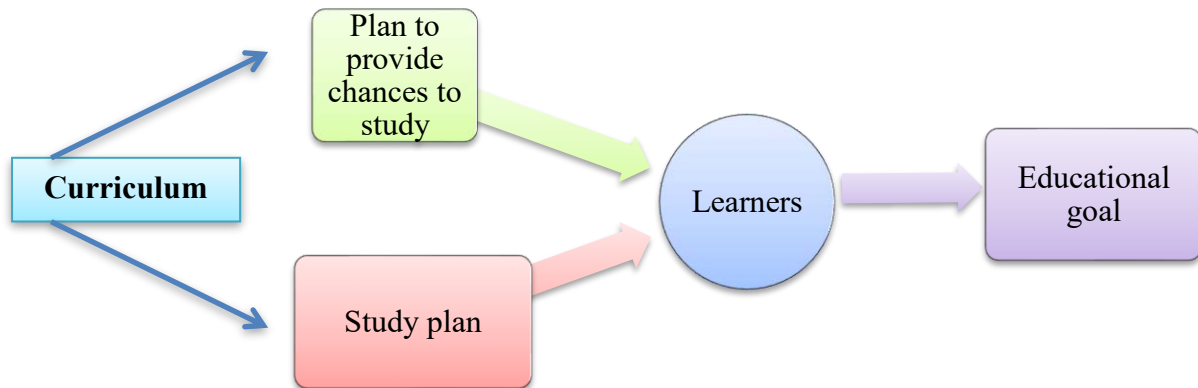 Plan to
provide
chances to
study
Curriculum
Learners
Educational
goal
Study plan